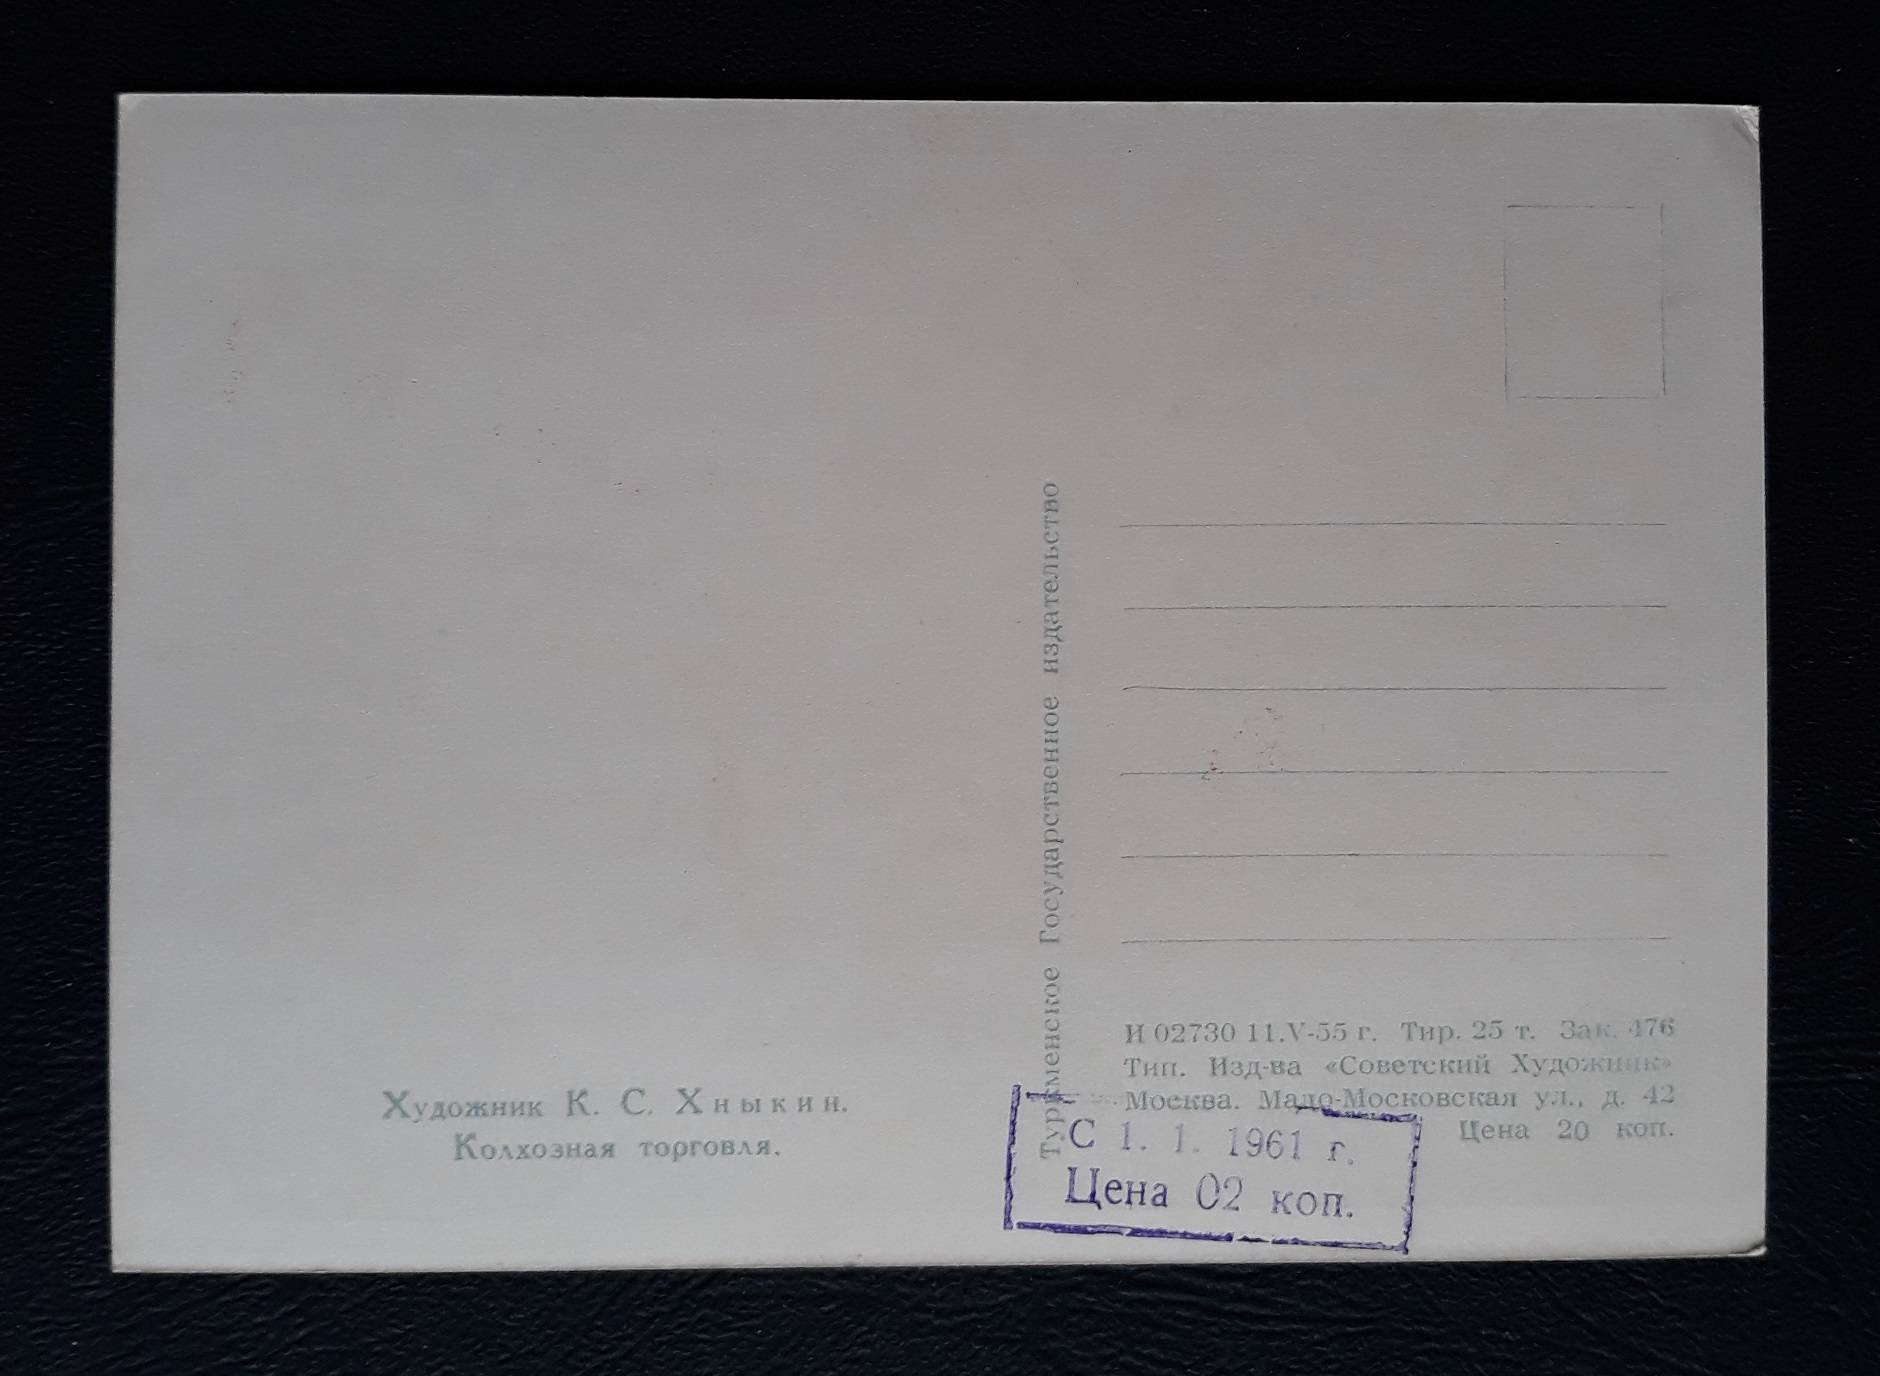 Художник К. С. Хныкин.
Колхозная торговля.
Туркменское Государственное издательство
И 02730 11.V-55 г. Тир. 25 т. Зак. 476
Тип. Изд-ва «Советский Художник»
Москва. Мало-Московская ул., д. 42
Цена 20 коп.
С 1. 1. 1961 г.
Цена 02 коп.